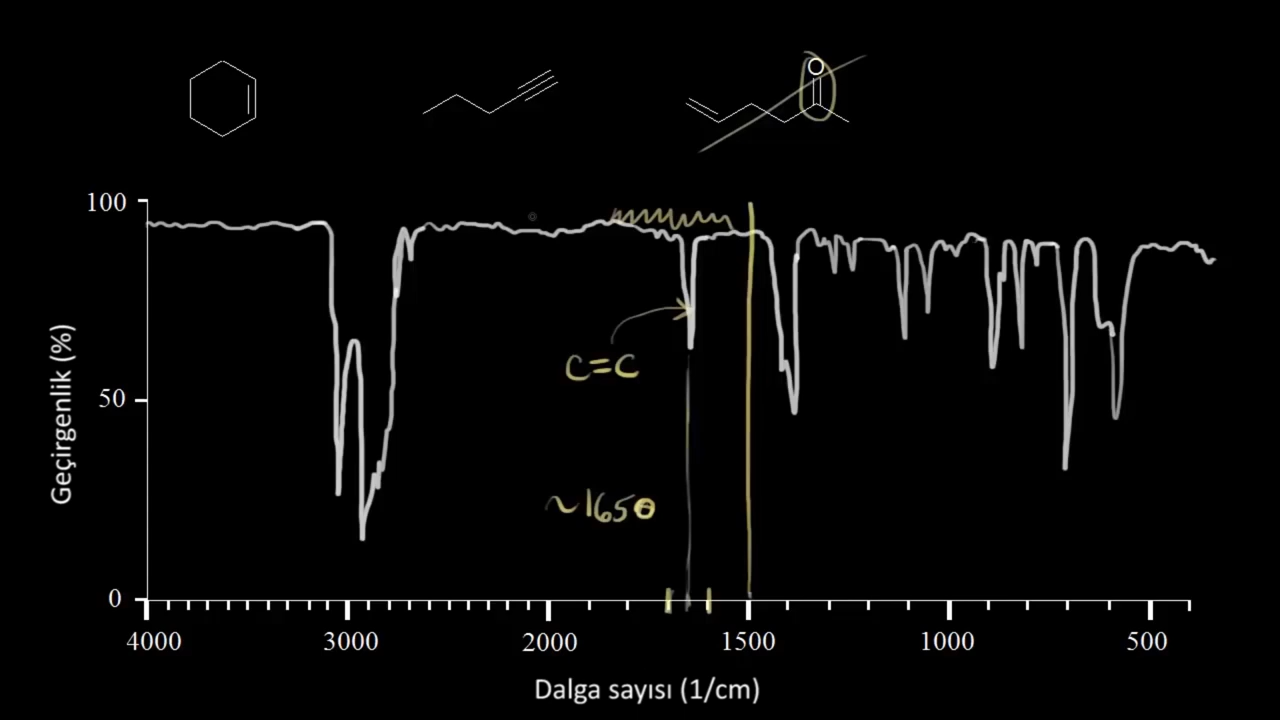 O
100
C=C
50
~1650
0
4000 3000 2000 1500 1000 500
Dalga sayısı (1/cm)
Geçirgenlik (%)